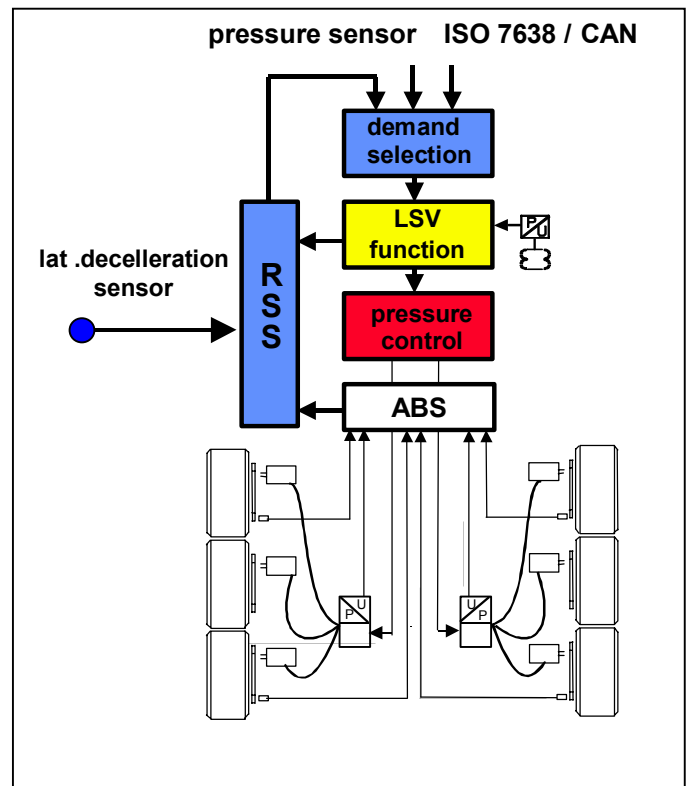 pressure sensor ISO 7638 / CAN
demand
selection
LSV
function
P
U
lat .decelleration
sensor
R
S
S
pressure
control
ABS
U
P
U
P